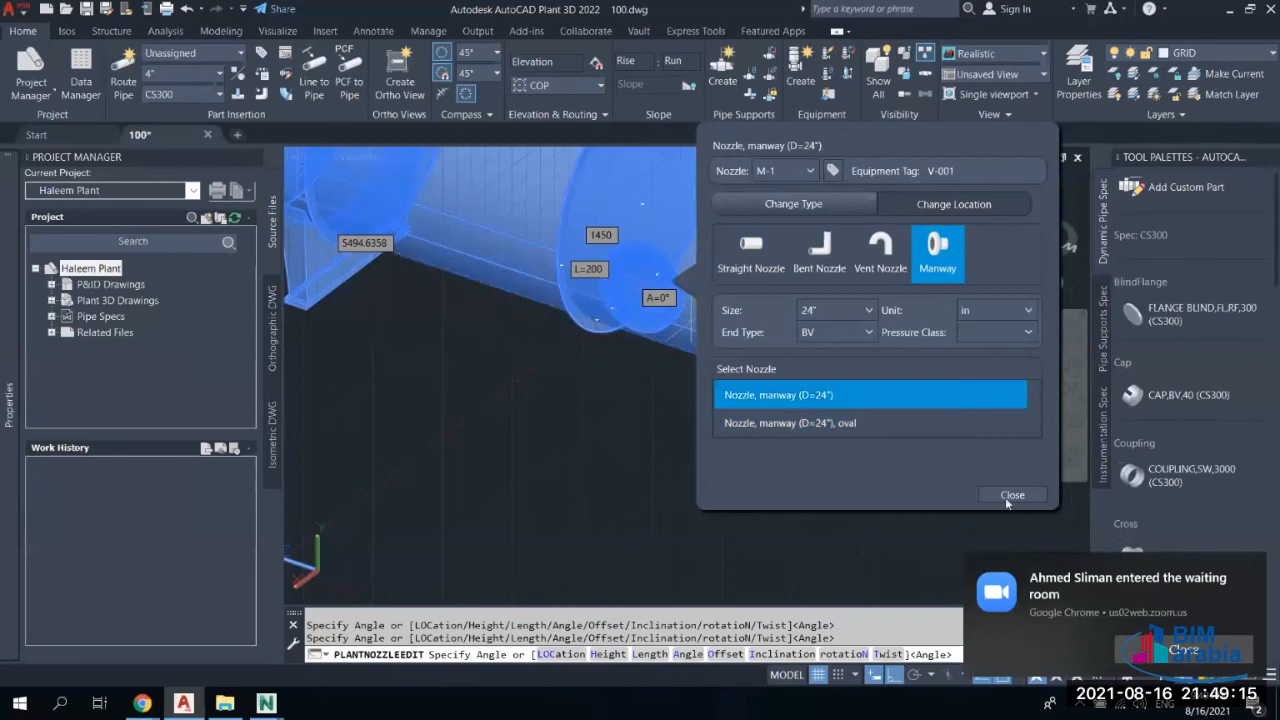 Share
Autodesk AutoCAD Plant 3D 2022 100.dwg
Type a keyword or phrase
Sign In
Home
Isos
Structure
Analysis
Modeling
Visualize
Insert
Annotate
Manage
Output
Add-ins
Collaborate
Vault
Express Tools
Featured Apps
Project
Manager
Data
Manager
Project
Route
Pipe
Unassigned
4"
CS300
Line to
Pipe
PCF to
Pipe
Part Insertion
Create
Ortho View
Ortho Views
45°
45°
Compass
Elevation
COP
Elevation & Routing
Rise
Run
Slope
Slope
Create
Pipe Supports
Create
Equipment
Show
All
Visibility
Realistic
Unsaved View
Single viewport
View
Layer
Properties
GRID
Make Current
Match Layer
Layers
Start
100*
PROJECT MANAGER
Current Project:
Haleem Plant
Project
Search
Haleem Plant
P&ID Drawings
Plant 3D Drawings
Pipe Specs
Related Files
Work History
Properties
Source Files
Orthographic DWG
Isometric DWG
5494.6358
1450
L=200
A=0°
Nozzle, manway (D=24")
Nozzle: M-1
Equipment Tag: V-001
Change Type
Change Location
Straight Nozzle
Bent Nozzle
Vent Nozzle
Manway
Size: 24" Unit: in
End Type: BV Pressure Class:
Select Nozzle
Nozzle, manway (D=24")
Nozzle, manway (D=24"), oval
Close
TOOL PALETTES - AUTOCA...
Add Custom Part
Spec: CS300
BlindFlange
FLANGE BLIND,FL,RF,300
(CS300)
Cap
CAP,BV,40 (CS300)
Coupling
COUPLING,SW,3000
(CS300)
Cross
Dynamic Pipe Spec
Pipe Supports Spec
Instrumentation Spec
Ahmed Sliman entered the waiting
room
Google Chrome • us02web.zoom.us
Close
BIM
arabia
Specify Angle or [LOCation/Height/Length/Angle/Offset/Inclination/rotatioN/Twist]<Angle>
Specify Angle or [LOCation/Height/Length/Angle/Offset/Inclination/rotatioN/Twist]<Angle>
PLANTNOZZLEEDIT Specify Angle or [LOCation Height Length Angle Offset Inclination rotatioN Twist]<Angle>
MODEL
2021-08-16 21:49:15
ENG
8/16/2021
2